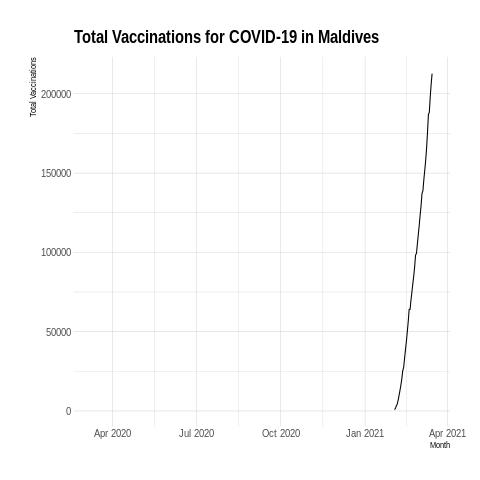 Total Vaccinations for COVID-19 in Maldives
Total Vaccinations
200000
150000
100000
50000
0
Apr 2020 Jul 2020 Oct 2020 Jan 2021 Apr 2021
Month